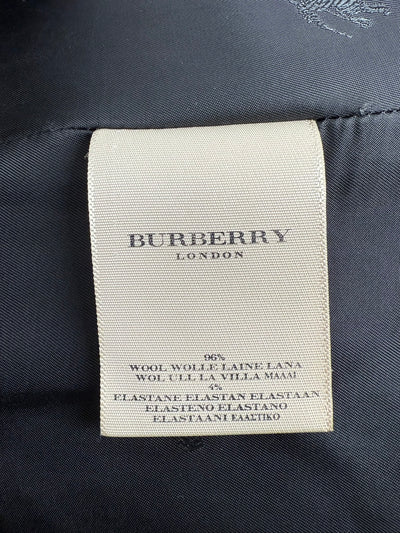 BURBERRY
LONDON
96%
WOOL WOLLE LAINE LANA
WOL ULL LA VILLA ΜΑΛΛΙ
4%
ELASTANE ELASTAN ELASTAAN
ELASTENO ELASTANO
ELASTAANI ΕΛΑΣΤΙΚΟ